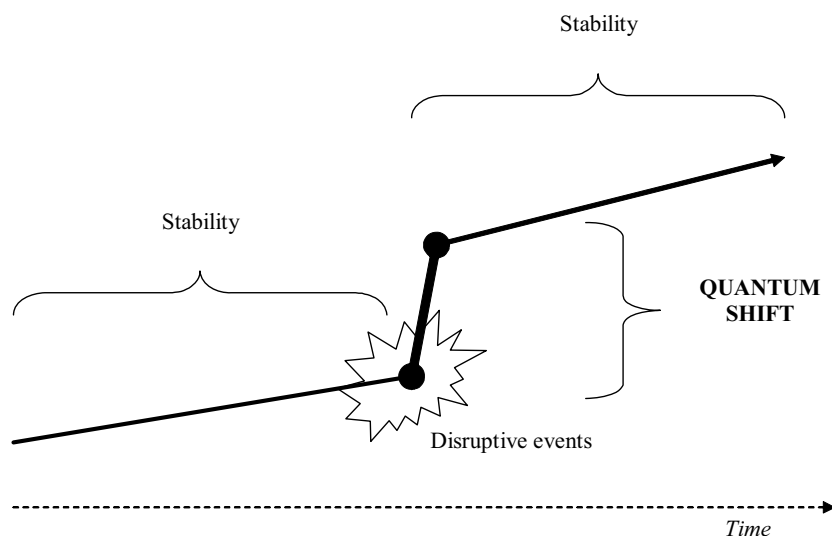 Stability
Stability
QUANTUM
SHIFT
Disruptive events
Time